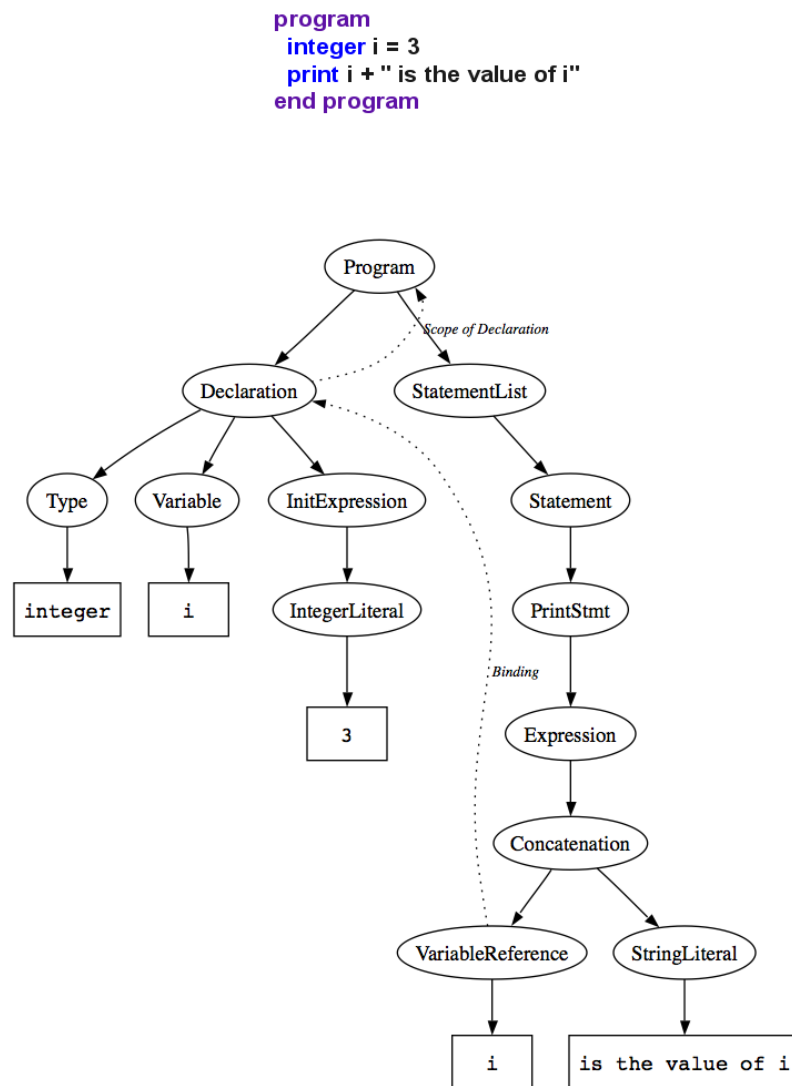 program
integer i = 3
print i + " is the value of i"
end program
Program
Scope of Declaration
Declaration
StatementList
Type
Variable
InitExpression
Statement
integer
i
IntegerLiteral
PrintStmt
Binding
3
Expression
Concatenation
VariableReference
StringLiteral
i
is the value of i